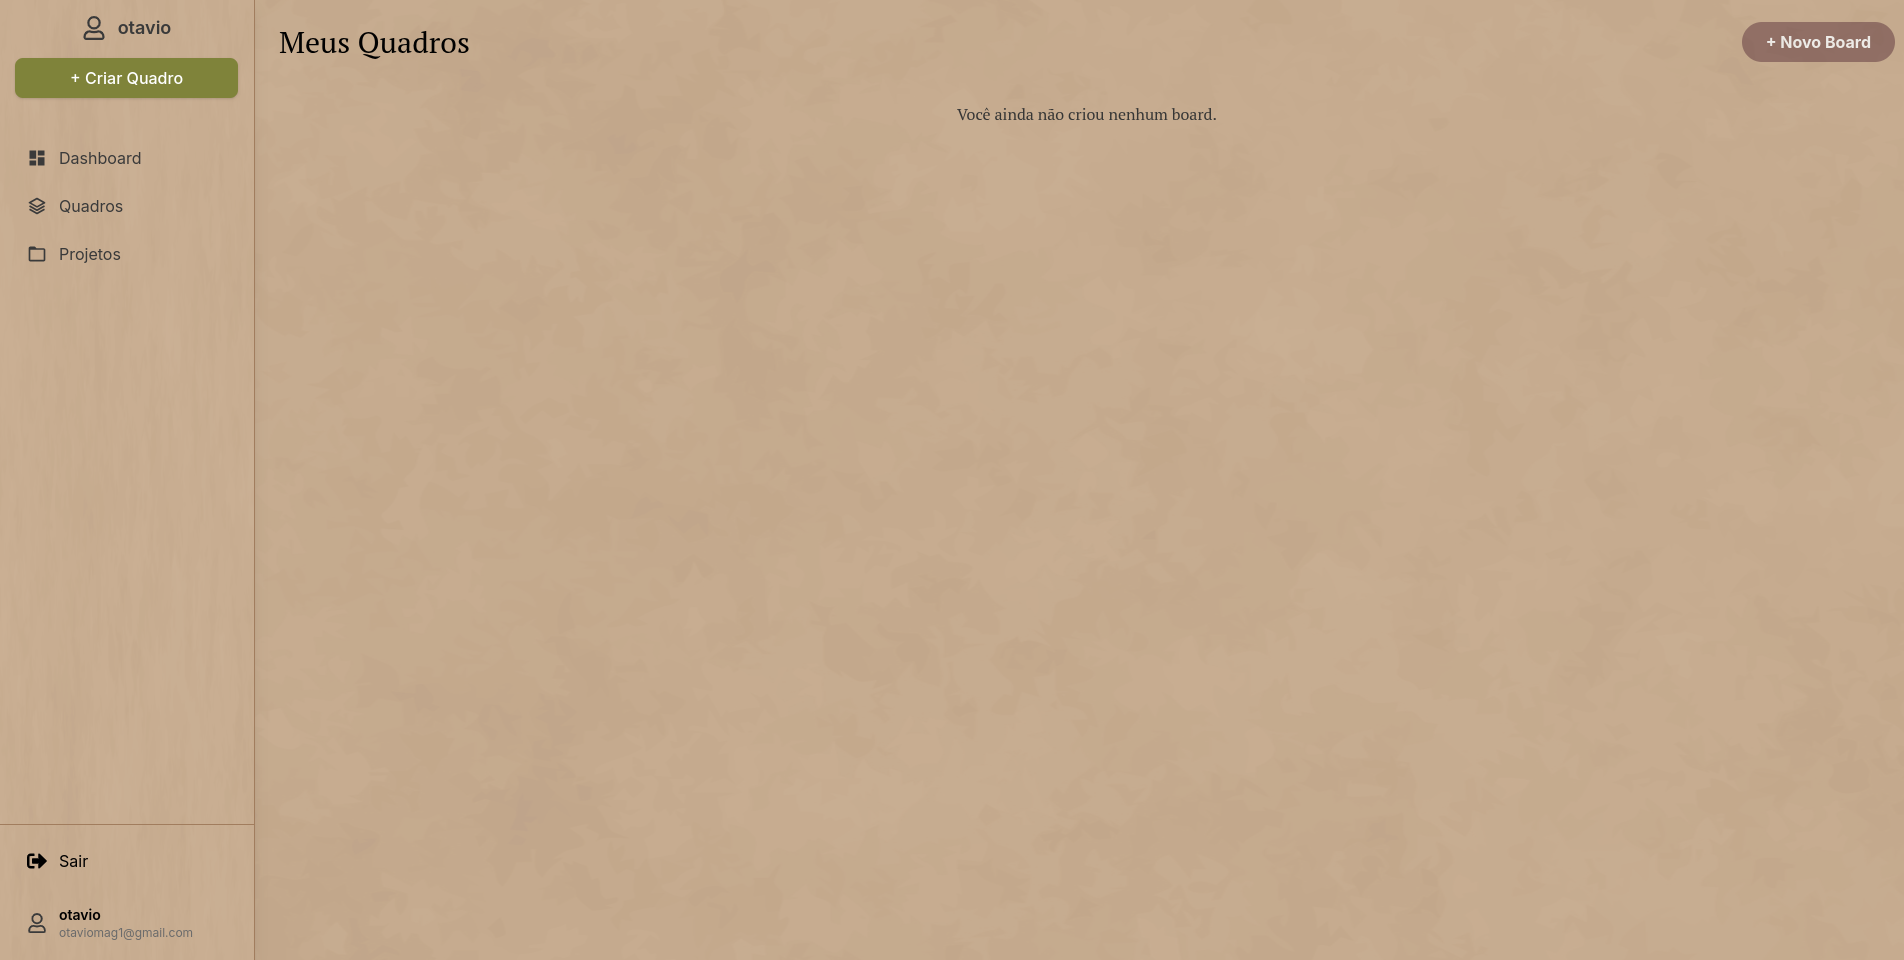 otavio
+ Criar Quadro
Dashboard
Quadros
Projetos
Sair
otavio
otaviomag1@gmail.com
Meus Quadros
+ Novo Board
Você ainda não criou nenhum board.